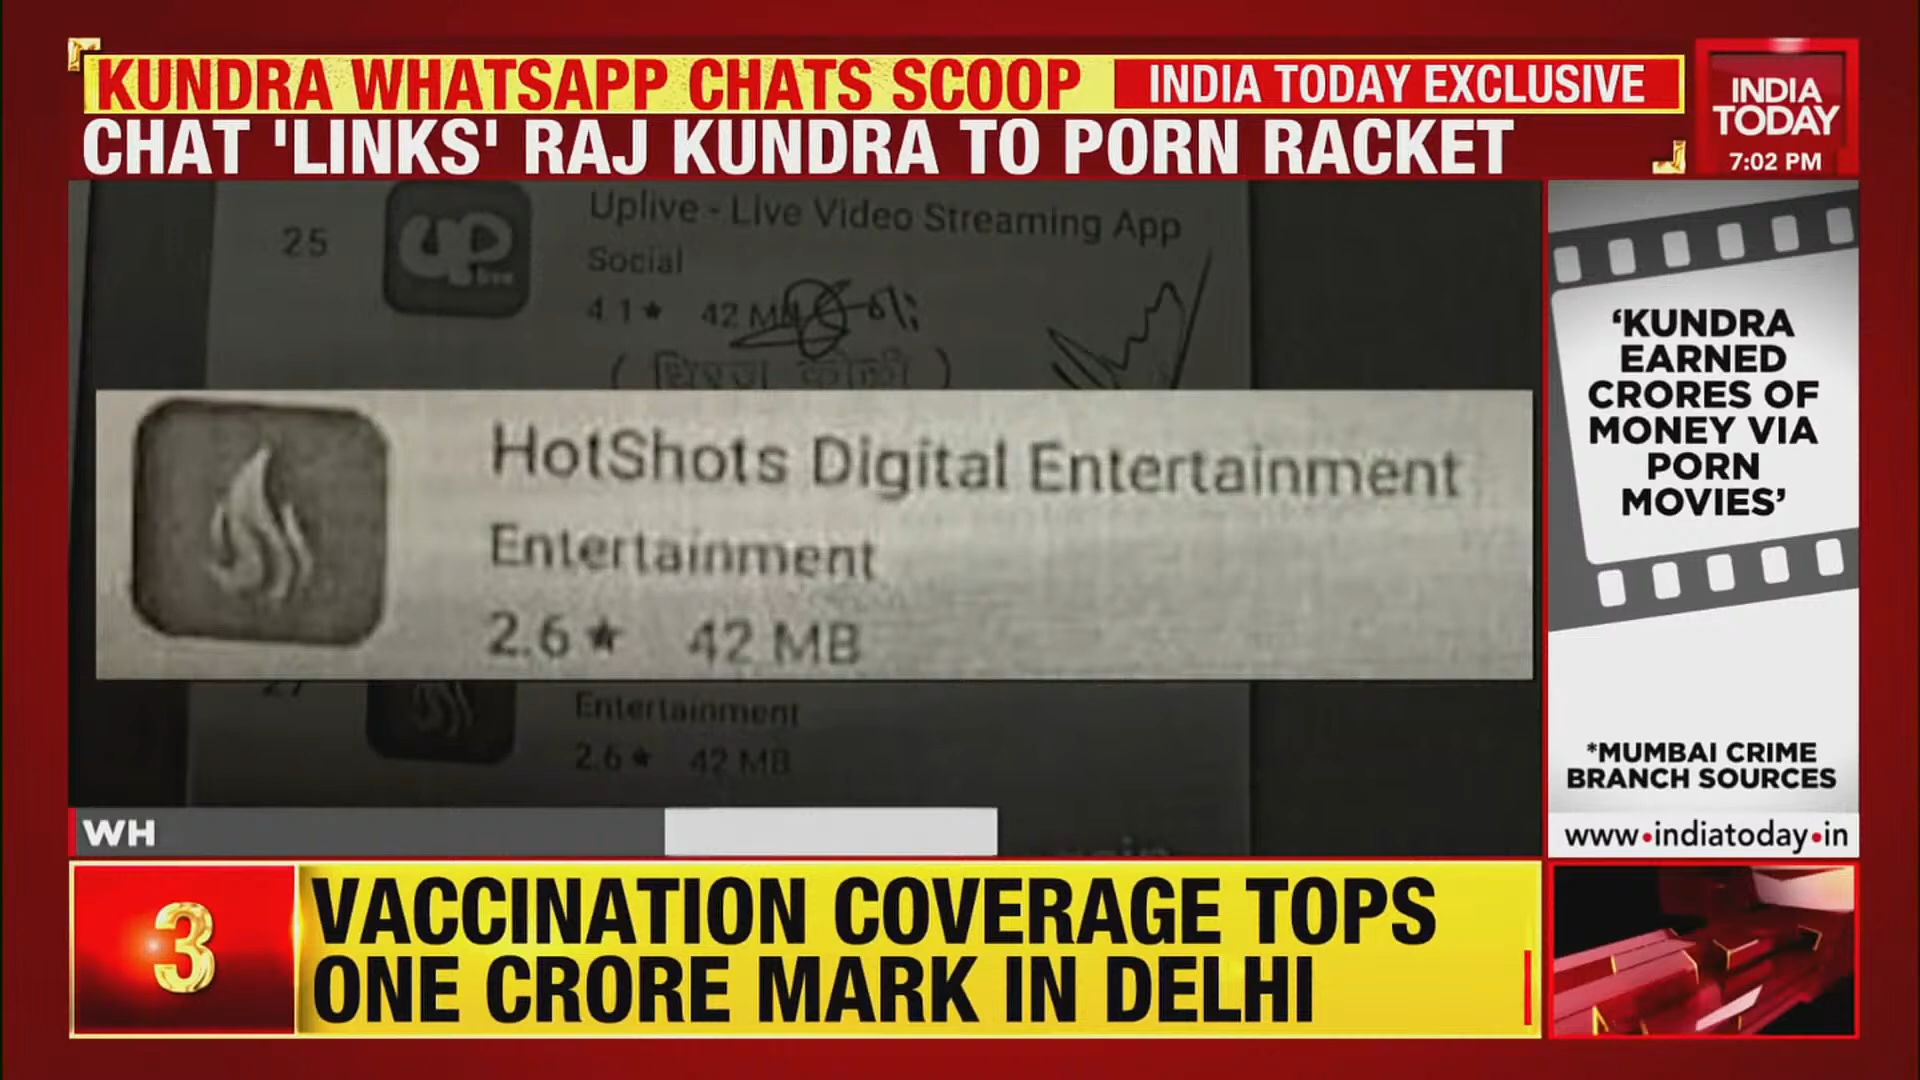 KUNDRA WHATSAPP CHATS SCOOP
INDIA TODAY EXCLUSIVE
CHAT 'LINKS' RAJ KUNDRA TO PORN RACKET
INDIA
TODAY
7:02 PM
25
Uplive - Live Video Streaming App
Social
4.1★ 42 MB
HotShots Digital Entertainment
Entertainment
2.6★ 42 MB
27
Entertainment
2.6★ 42 MB
WH
‘KUNDRA
EARNED
CRORES OF
MONEY VIA
PORN
MOVIES’
*MUMBAI CRIME
BRANCH SOURCES
www•indiatoday•in
3
VACCINATION COVERAGE TOPS
ONE CRORE MARK IN DELHI